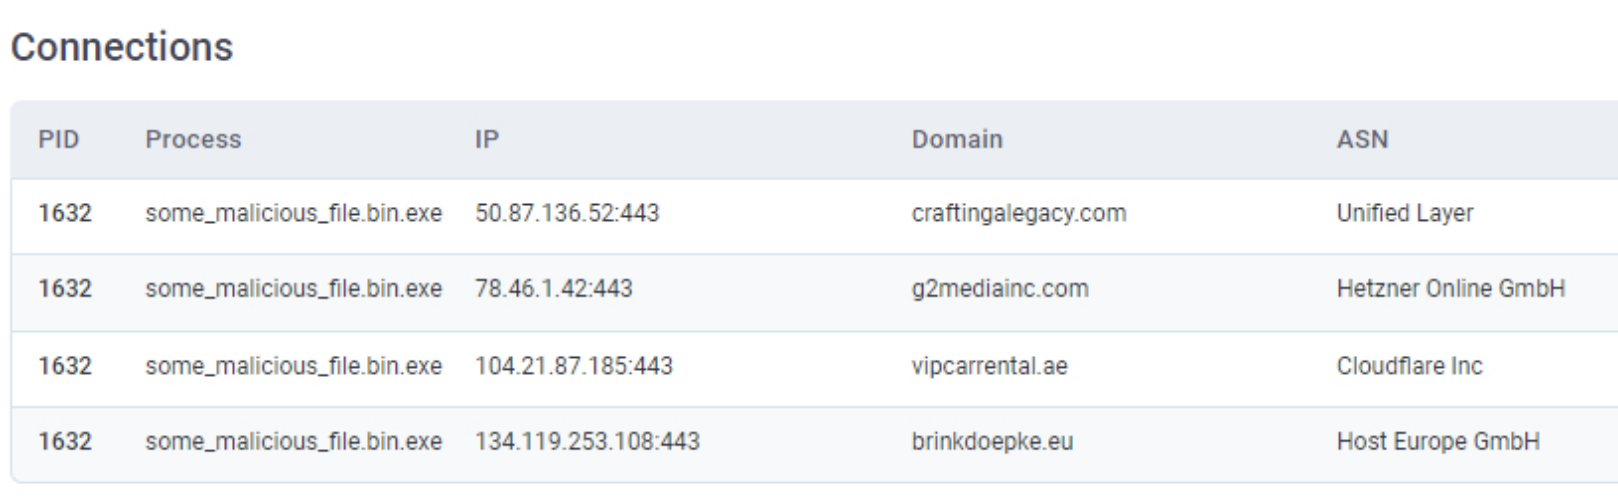 Connections
PID Process IP Domain ASN
1632 some_malicious_file.bin.exe 50.87.136.52:443 craftingalegacy.com Unified Layer
1632 some_malicious_file.bin.exe 78.46.1.42:443 g2mediainc.com Hetzner Online GmbH
1632 some_malicious_file.bin.exe 104.21.87.185:443 vipcarrental.ae Cloudflare Inc
1632 some_malicious_file.bin.exe 134.119.253.108:443 brinkdoepke.eu Host Europe GmbH